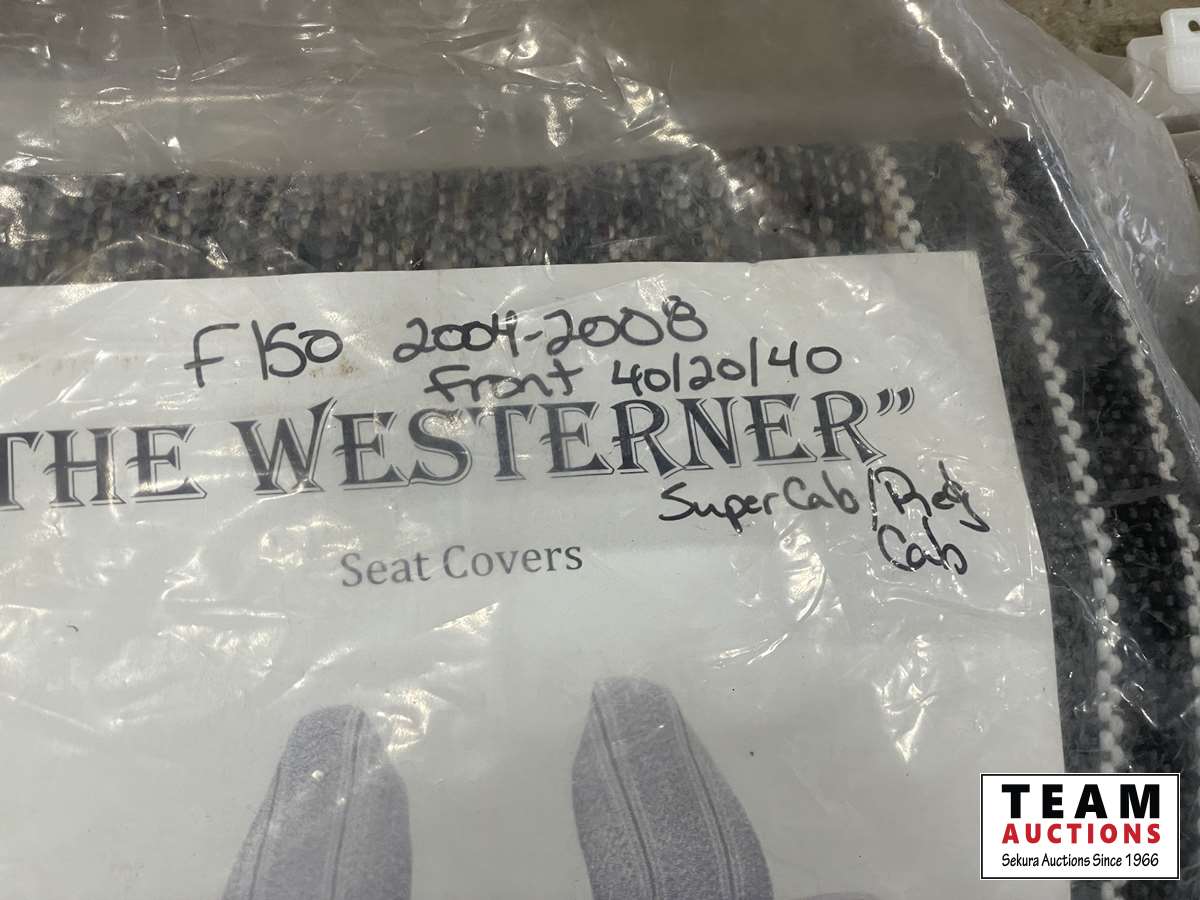 F150 2004-2008
Front 40/20/40
THE WESTERNER”
SuperCab/Reg
Cab
Seat Covers
TEAM
AUCTIONS
Sekura Auctions Since 1966